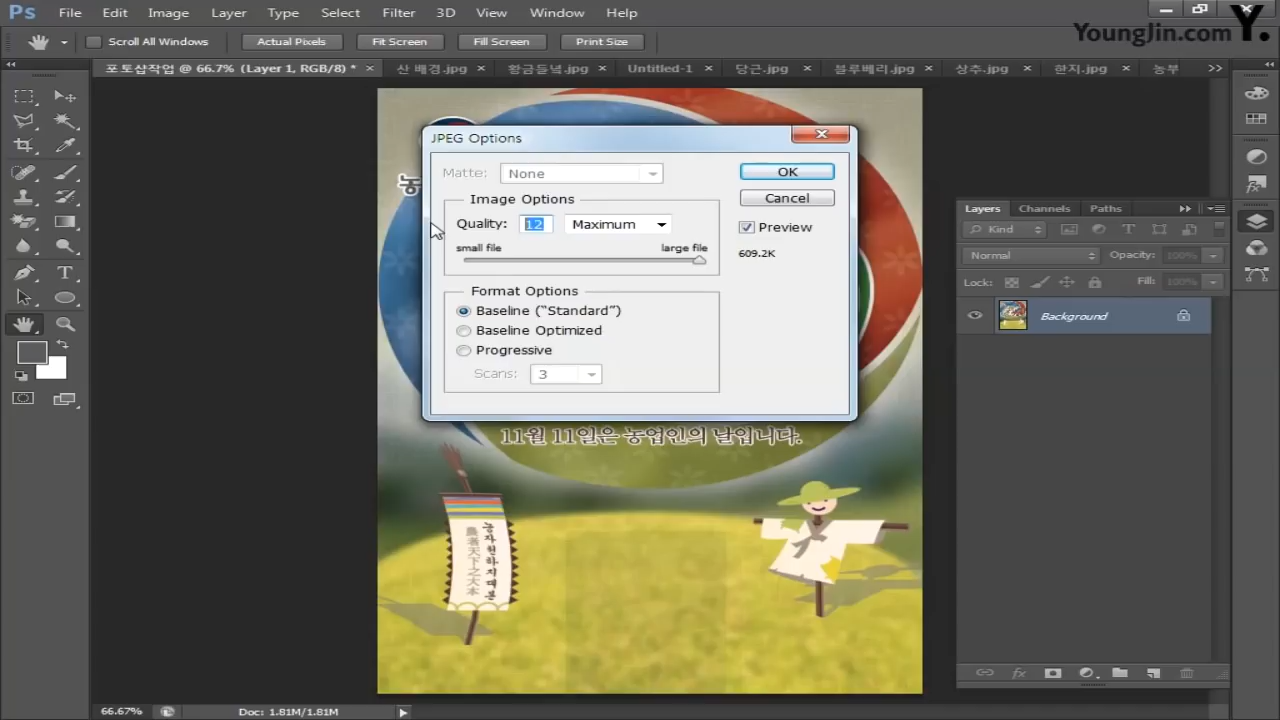 Ps File Edit Image Layer Type Select Filter 3D View Window Help
YoungJin.com Y.
Scroll All Windows Actual Pixels Fit Screen Fill Screen Print Size
포토샵작업 @ 66.7% (Layer 1, RGB/8) * 산 배경.jpg 황금들녘.jpg Untitled-1 당근.jpg 블루베리.jpg 상추.jpg 한지.jpg 농부
JPEG Options
Matte: None
OK
Image Options
Cancel
Quality: 12 Maximum
Preview
small file large file
609.2K
Format Options
Baseline ("Standard")
Baseline Optimized
Progressive
Scans: 3
Layers Channels Paths
Kind
Normal Opacity: 100%
Lock: Fill: 100%
Background
농
11월 11일은 농업인의 날입니다.
농자천하지대본
農者天下之大本
66.67% Doc: 1.81M/1.81M